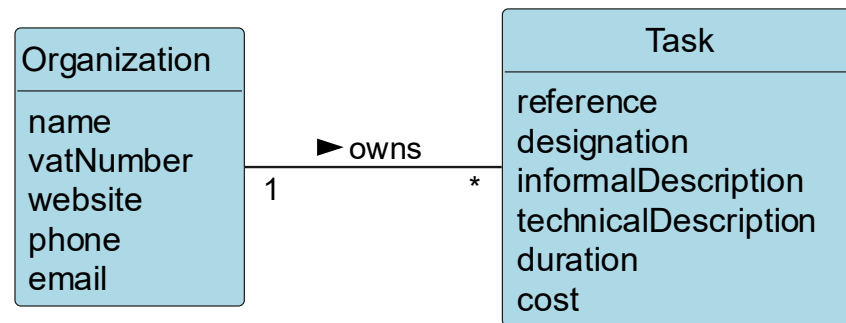 Organization
name
vatNumber
website
phone
email
► owns
1
*
Task
reference
designation
informalDescription
technicalDescription
duration
cost